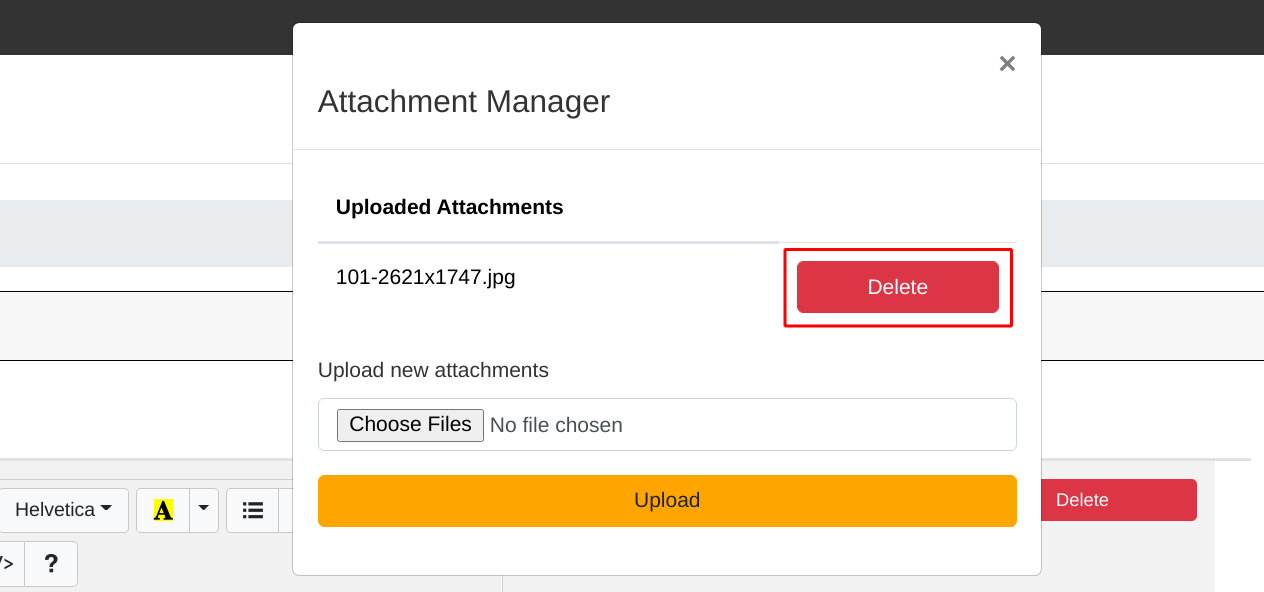 ×
Attachment Manager
Uploaded Attachments
101-2621x1747.jpg
Delete
Upload new attachments
Choose Files No file chosen
Upload
Helvetica A
Delete
/> ?